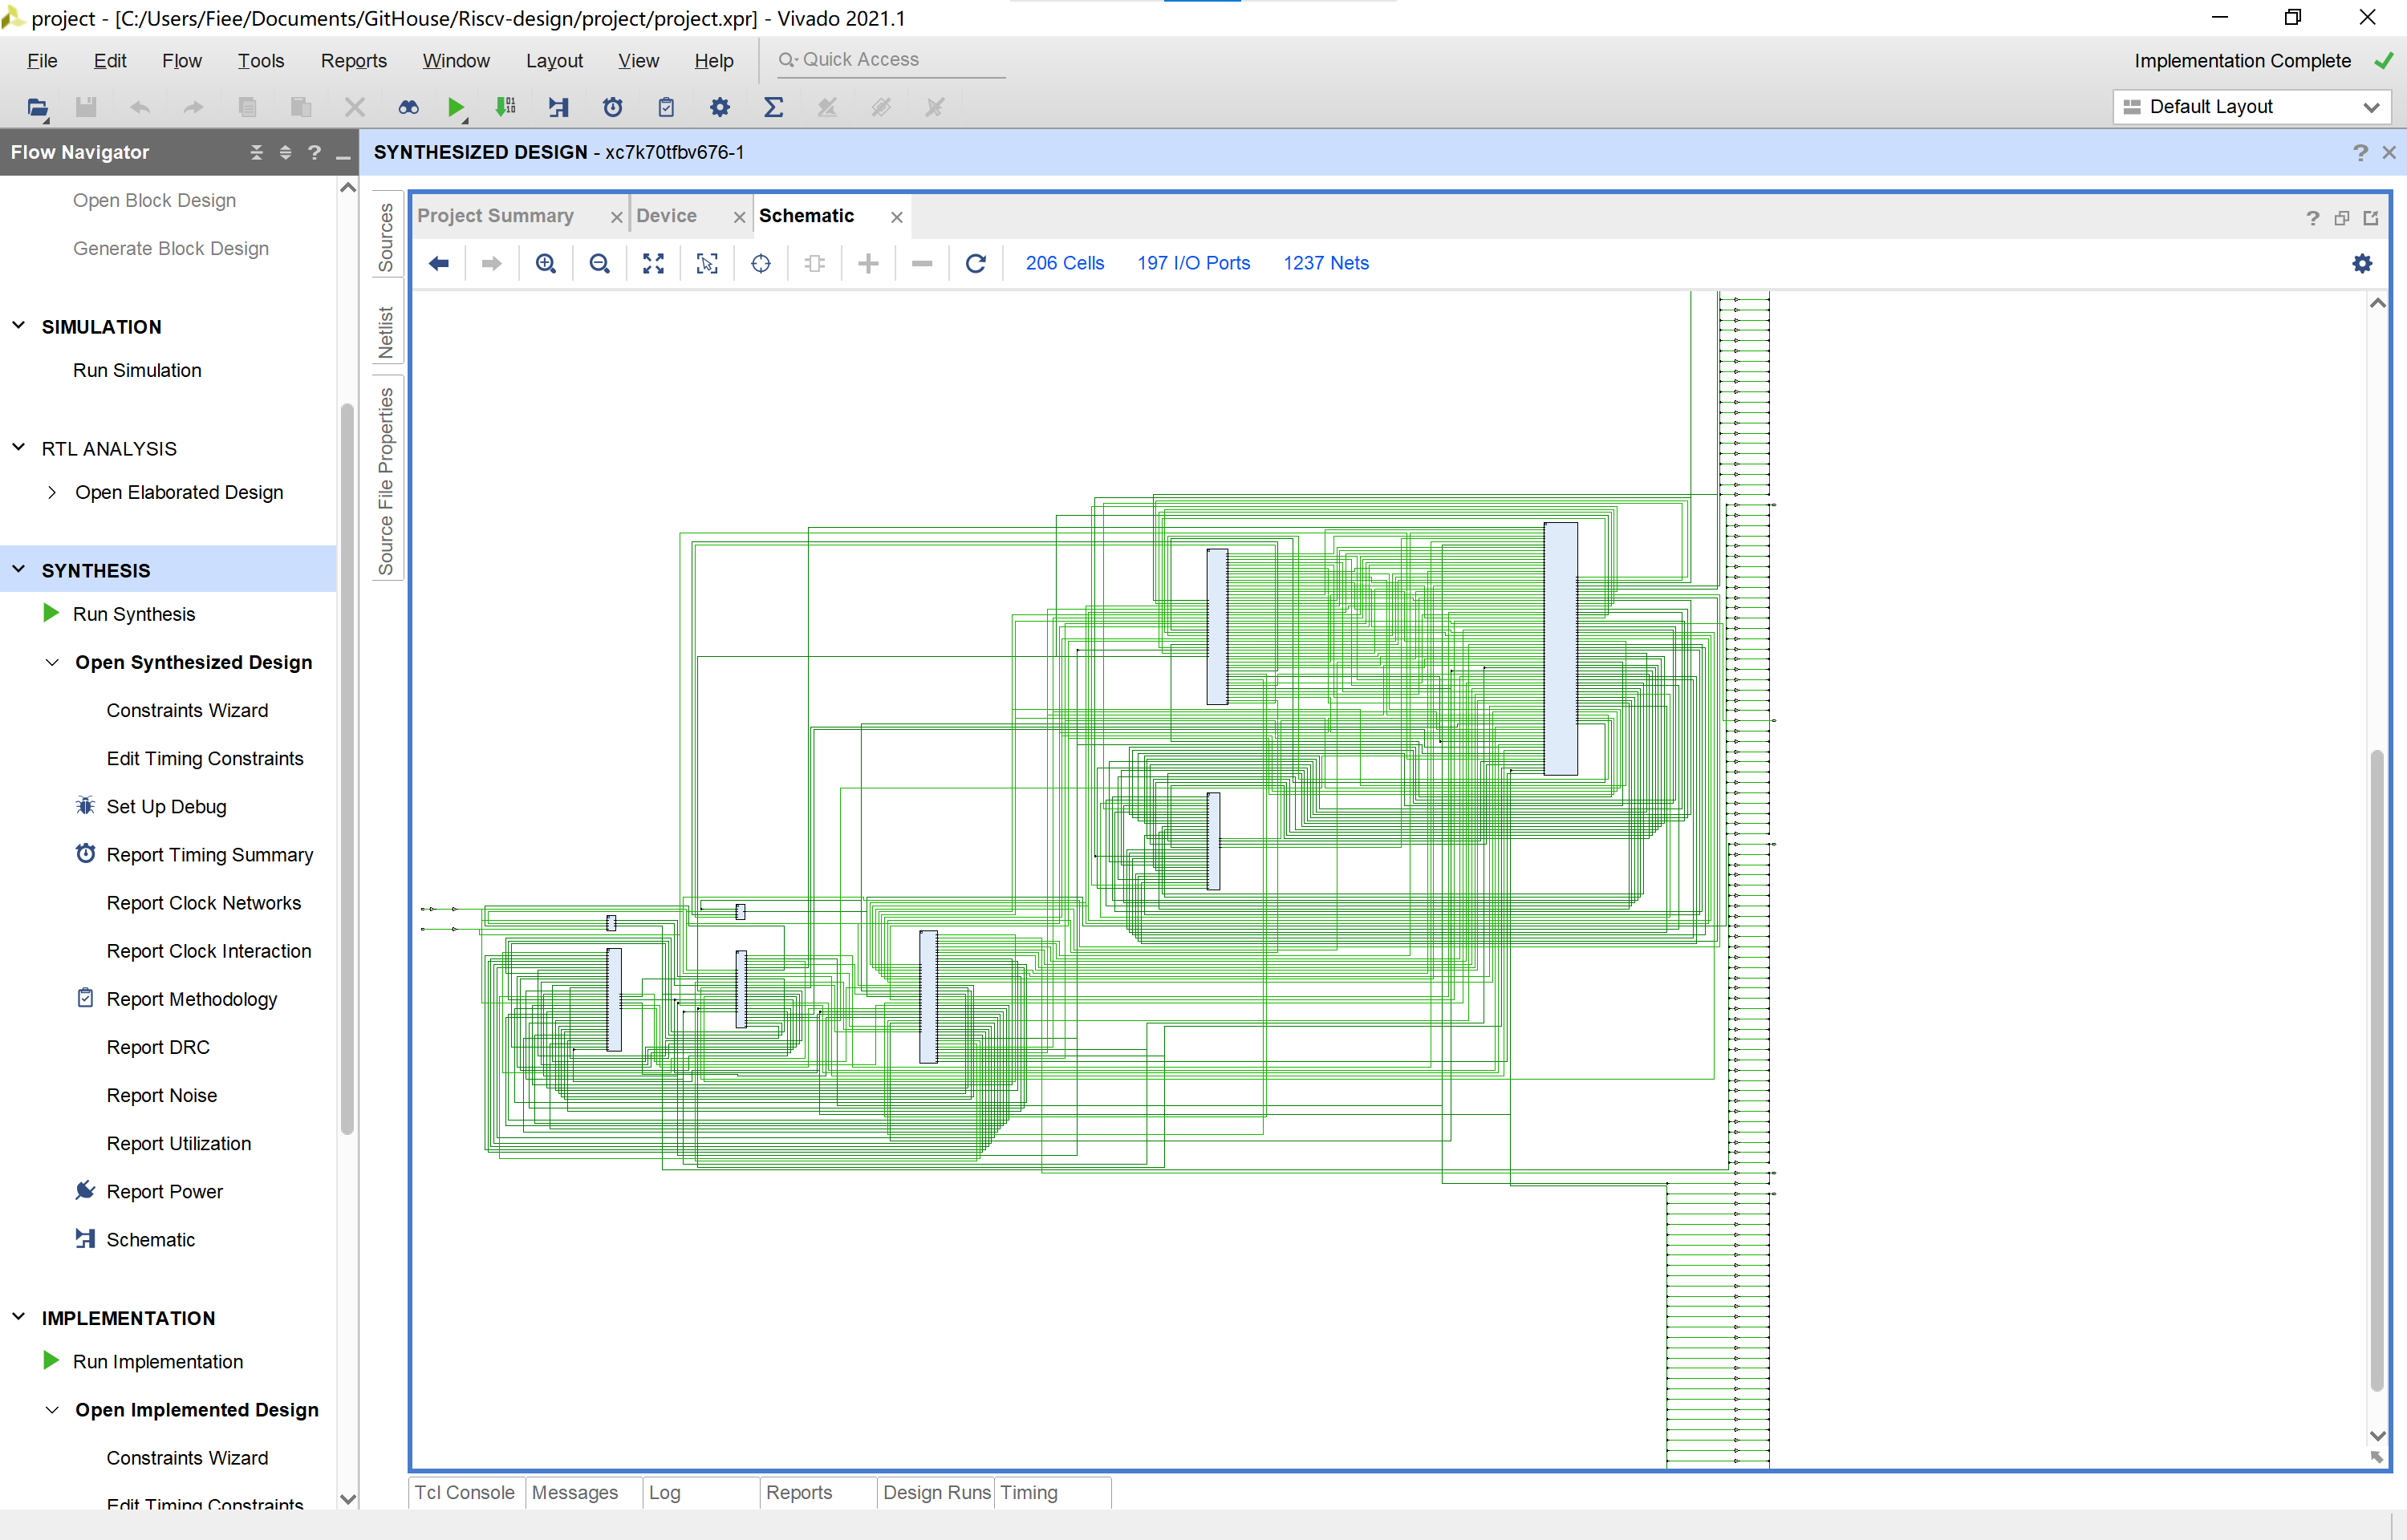 project - [C:/Users/Fiee/Documents/GitHouse/Riscv-design/project/project.xpr] - Vivado 2021.1
File Edit Flow Tools Reports Window Layout View Help Quick Access Implementation Complete
Default Layout
Flow Navigator
SYNTHESIZED DESIGN - xc7k70tfbv676-1
Open Block Design
Generate Block Design
SIMULATION
Run Simulation
RTL ANALYSIS
Open Elaborated Design
SYNTHESIS
Run Synthesis
Open Synthesized Design
Constraints Wizard
Edit Timing Constraints
Set Up Debug
Report Timing Summary
Report Clock Networks
Report Clock Interaction
Report Methodology
Report DRC
Report Noise
Report Utilization
Report Power
Schematic
IMPLEMENTATION
Run Implementation
Open Implemented Design
Constraints Wizard
Edit Timing Constraints
Sources
Netlist
Source File Properties
Project Summary Device Schematic
206 Cells 197 I/O Ports 1237 Nets
Tcl Console Messages Log Reports Design Runs Timing